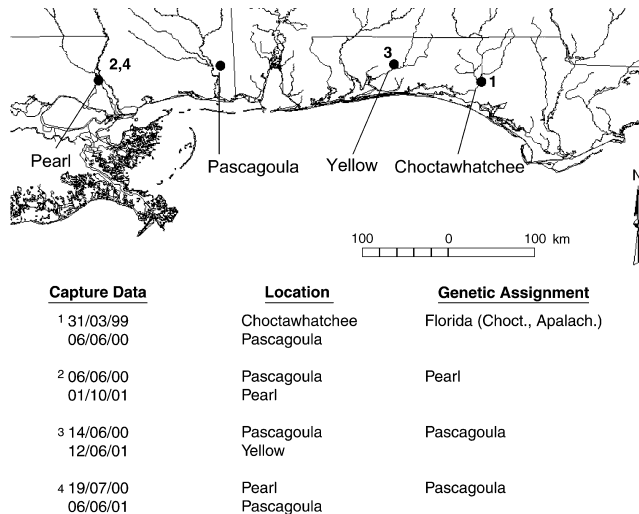 2,4
3
1
Pearl
Pascagoula
Yellow
Choctawhatchee
N
100 0 100 km
Capture Data Location Genetic Assignment
1 31/03/99 Choctawhatchee Florida (Choct., Apalach.)
06/06/00 Pascagoula
2 06/06/00 Pascagoula Pearl
01/10/01 Pearl
3 14/06/00 Pascagoula Pascagoula
12/06/01 Yellow
4 19/07/00 Pearl Pascagoula
06/06/01 Pascagoula